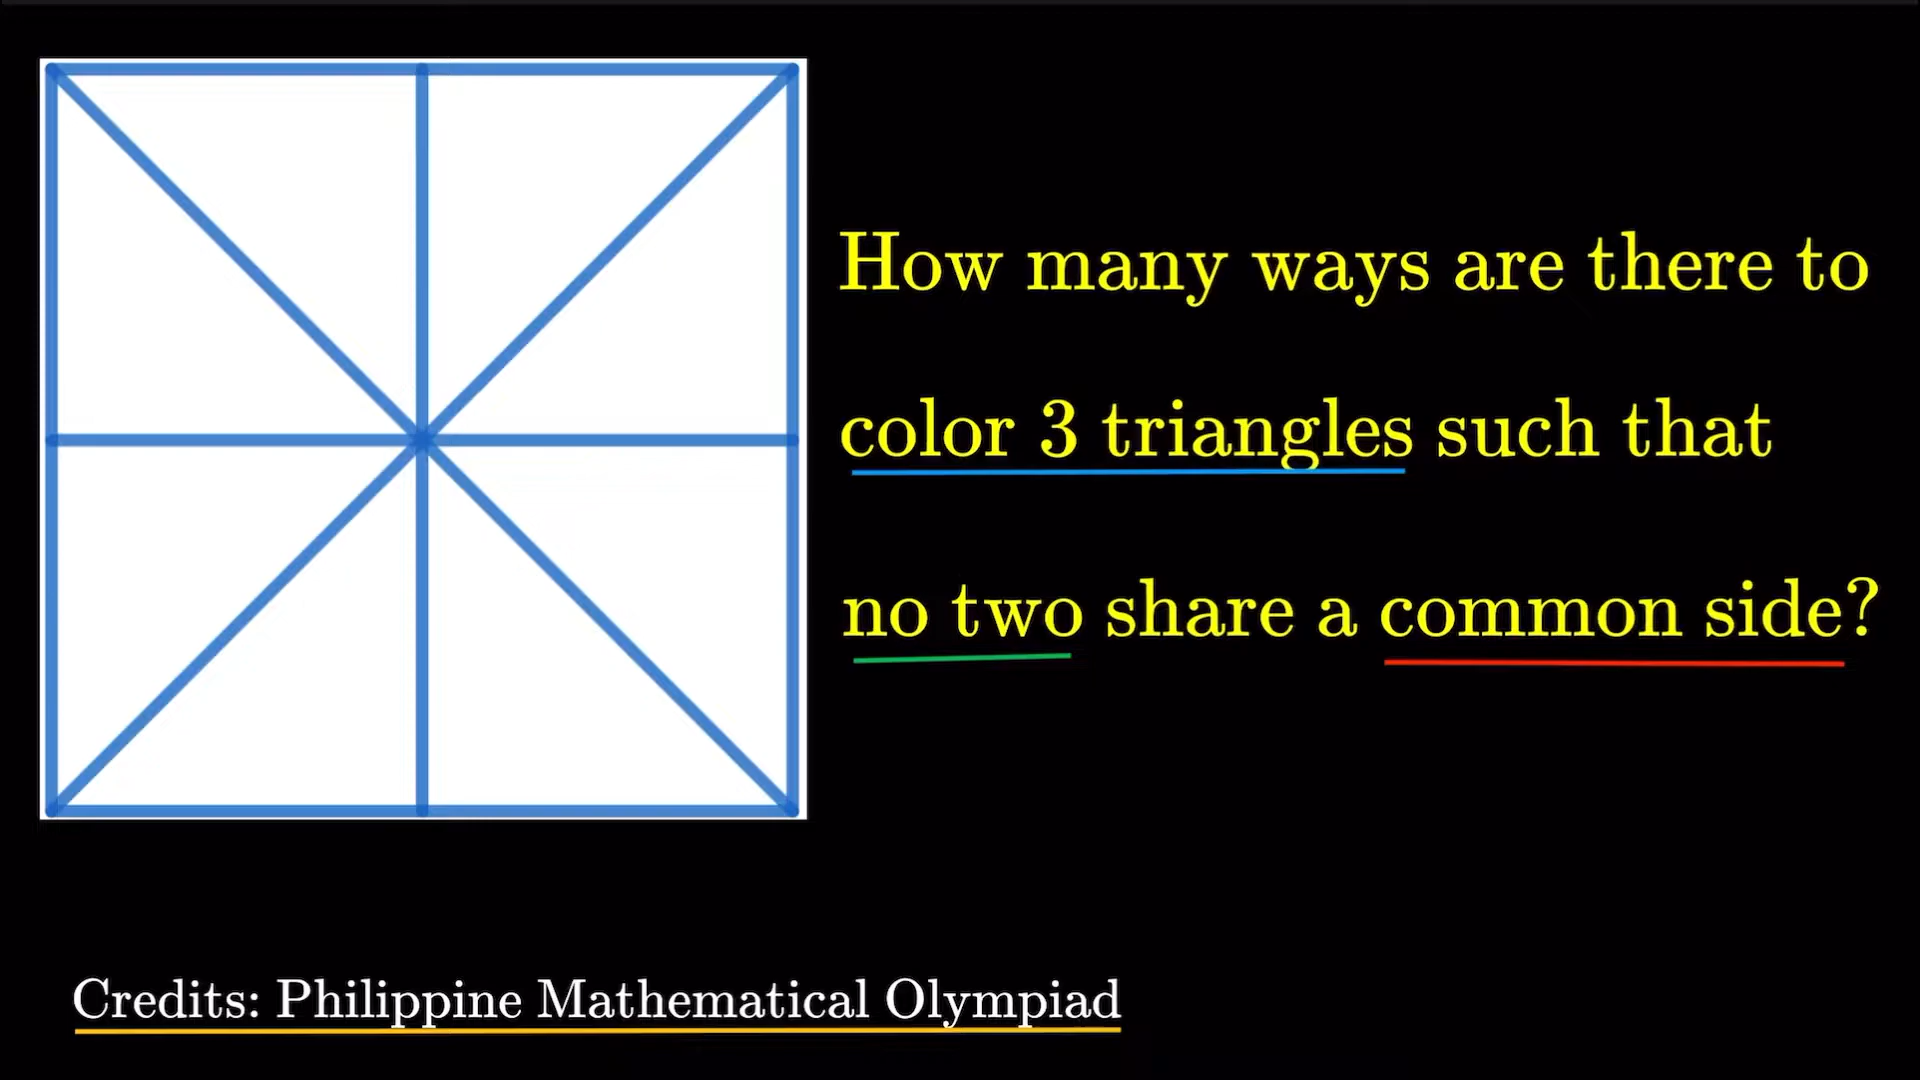 How many ways are there to
color 3 triangles such that
no two share a common side?
Credits: Philippine Mathematical Olympiad